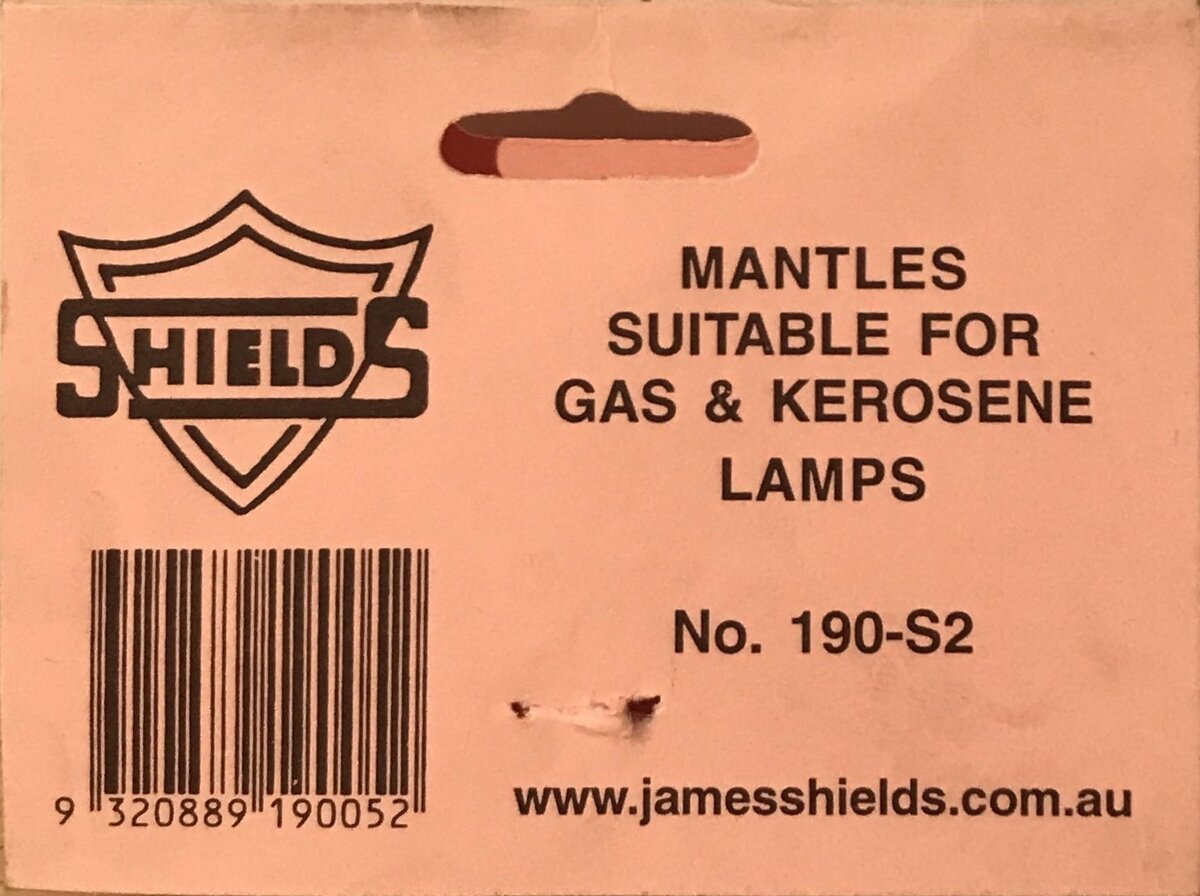 SHIELDS
MANTLES
SUITABLE FOR
GAS & KEROSENE
LAMPS
No. 190-S2
9 320889 190052
www.jamesshields.com.au